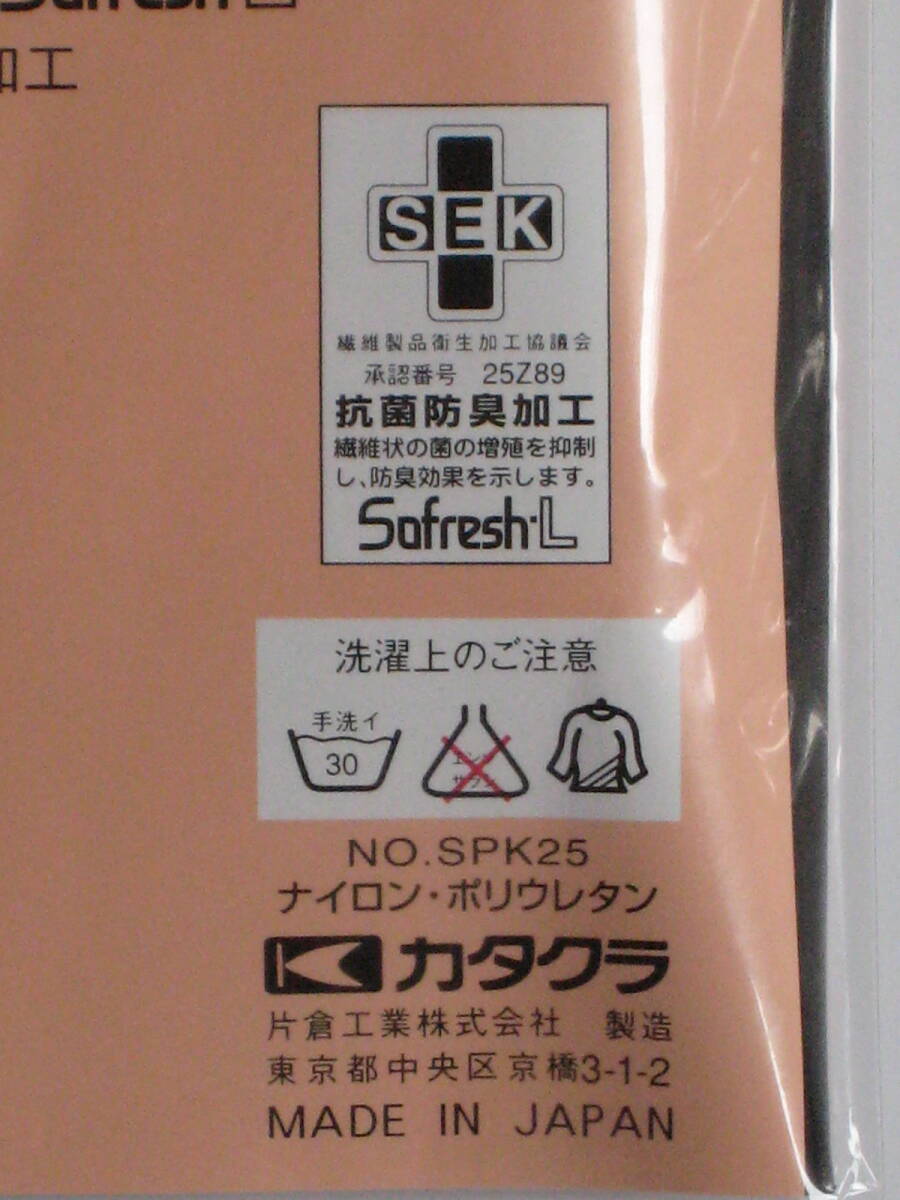 Safresh-L
加工
SEK
繊維製品衛生加工協議会
承認番号 25Z89
抗菌防臭加工
繊維状の菌の増殖を抑制
し、防臭効果を示します。
Safresh-L
洗濯上のご注意
手洗イ
30
NO.SPK25
ナイロン・ポリウレタン
カタクラ
片倉工業株式会社 製造
東京都中央区京橋3-1-2
MADE IN JAPAN